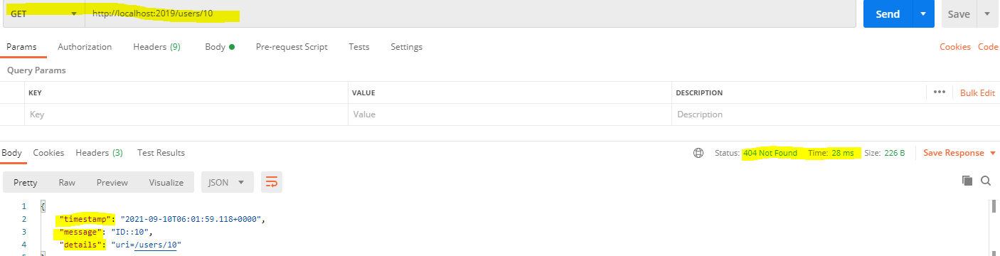 GET http://localhost:2019/users/10 Send Save
Params Authorization Headers (9) Body Pre-request Script Tests Settings Cookies Code
Query Params
KEY VALUE DESCRIPTION ••• Bulk Edit
Key Value Description
Body Cookies Headers (3) Test Results Status: 404 Not Found Time: 28 ms Size: 226 B Save Response
Pretty Raw Preview Visualize JSON
1 {
2 "timestamp": "2021-09-10T06:01:59.118+0000",
3 "message": "ID::10",
4 "details": "uri=/users/10"